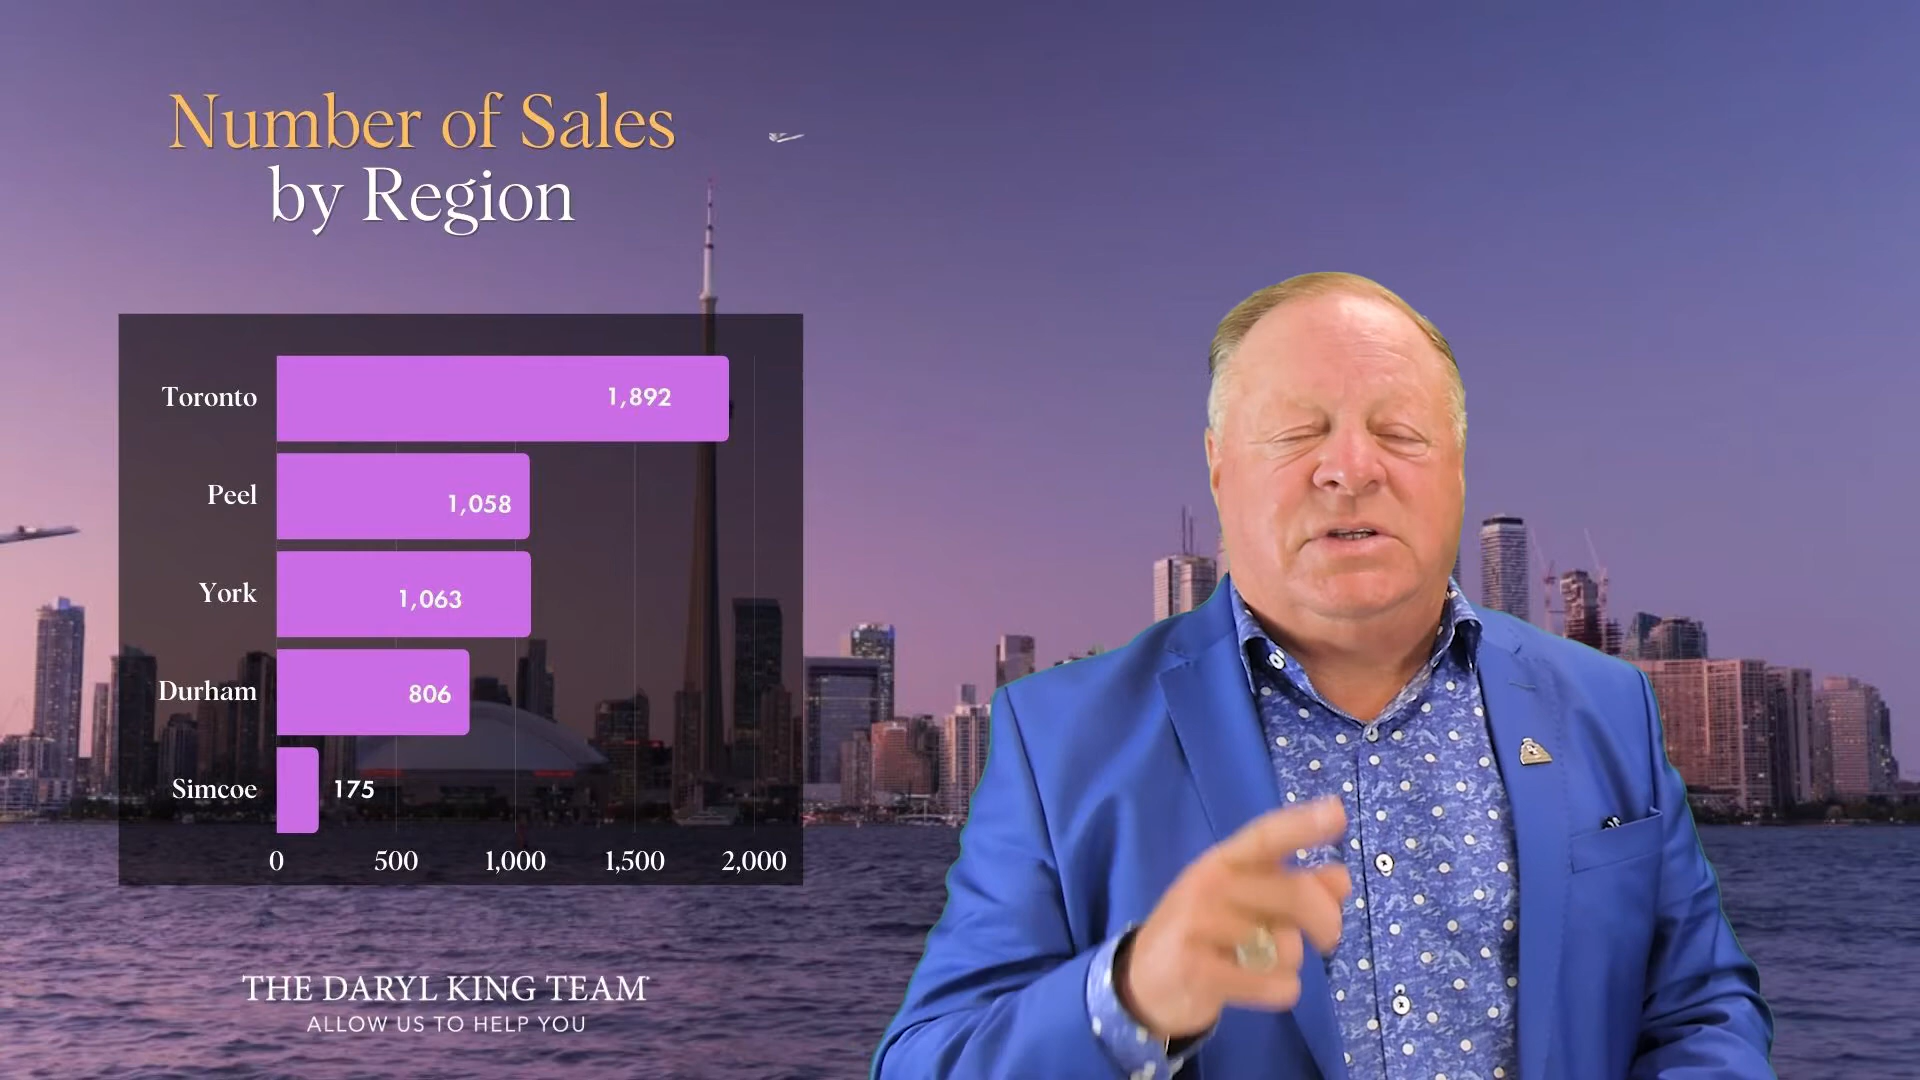 Number of Sales
by Region
Toronto 1,892
Peel 1,058
York 1,063
Durham 806
Simcoe 175
0 500 1,000 1,500 2,000
THE DARYL KING TEAM
ALLOW US TO HELP YOU